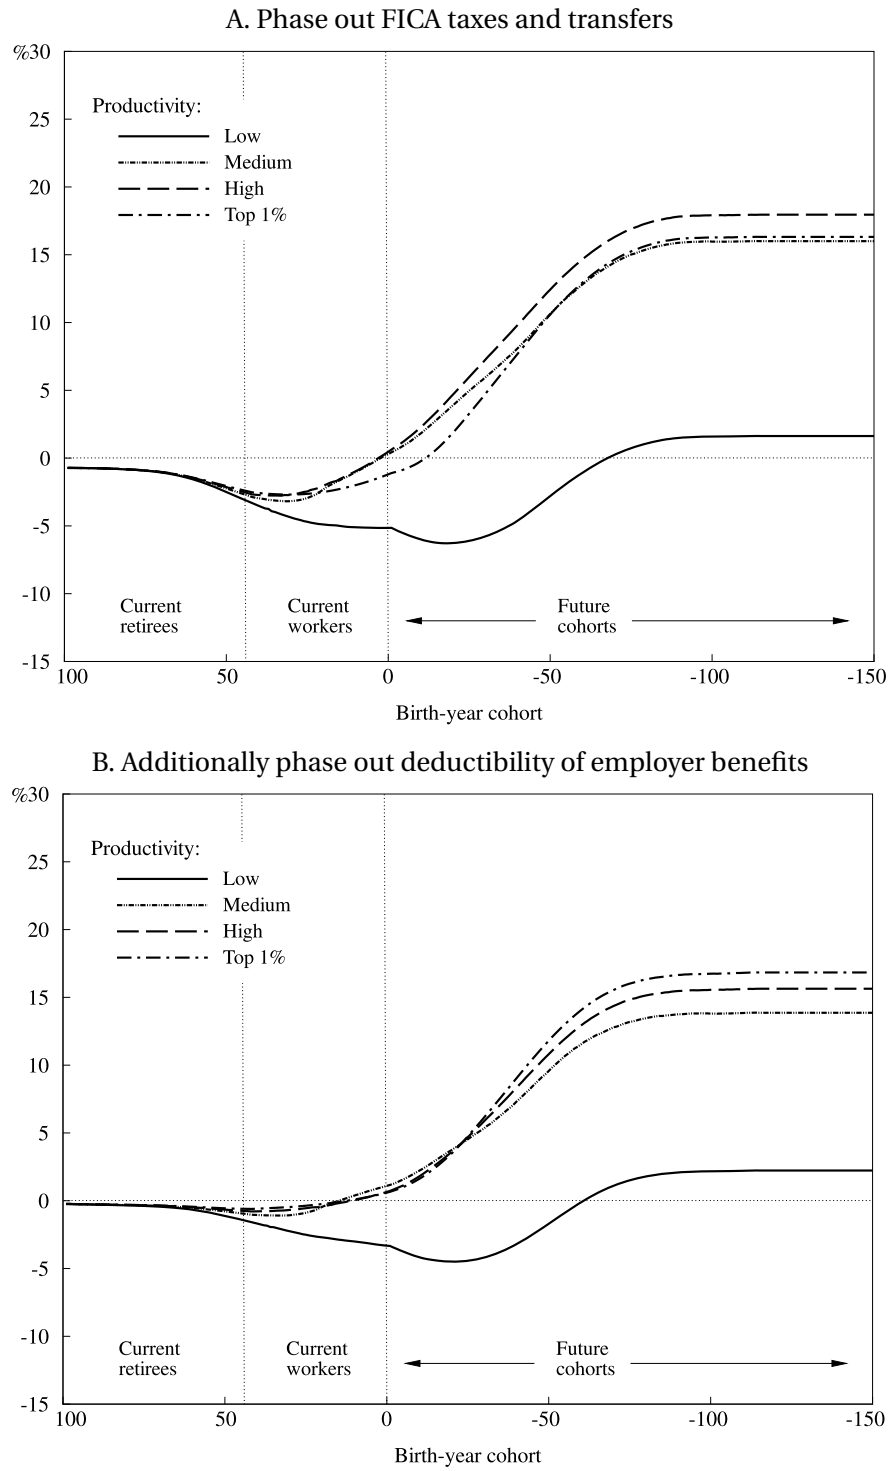 A. Phase out FICA taxes and transfers
%30
25
20
15
10
5
0
-5
-10
-15
Productivity:
Low
Medium
High
Top 1%
Current
retirees
Current
workers
Future
cohorts
100
50
0
-50
-100
-150
Birth-year cohort
B. Additionally phase out deductibility of employer benefits
%30
25
20
15
10
5
0
-5
-10
-15
Productivity:
Low
Medium
High
Top 1%
Current
retirees
Current
workers
Future
cohorts
100
50
0
-50
-100
-150
Birth-year cohort